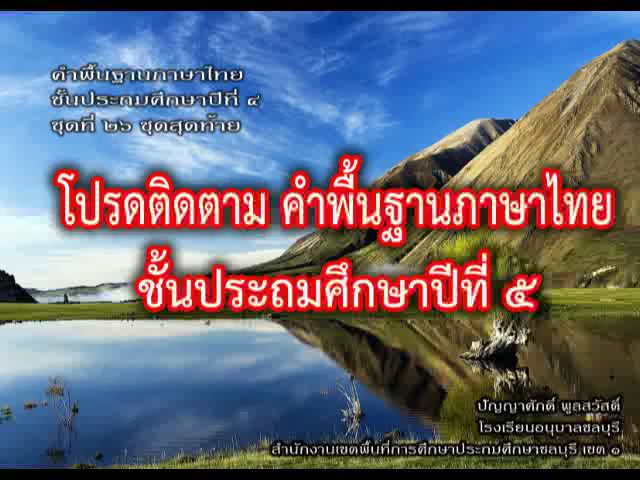 คำพื้นฐานภาษาไทย
ชั้นประถมศึกษาปีที่ ๔
ชุดที่ ๒๖ ชุดสุดท้าย
โปรดติดตาม คำพื้นฐานภาษาไทย
ชั้นประถมศึกษาปีที่ ๕
ปัญญาศักดิ์ พูลสวัสดิ์
โรงเรียนอนุบาลชลบุรี
สำนักงานเขตพื้นที่การศึกษาประถมศึกษาชลบุรี เขต ๑